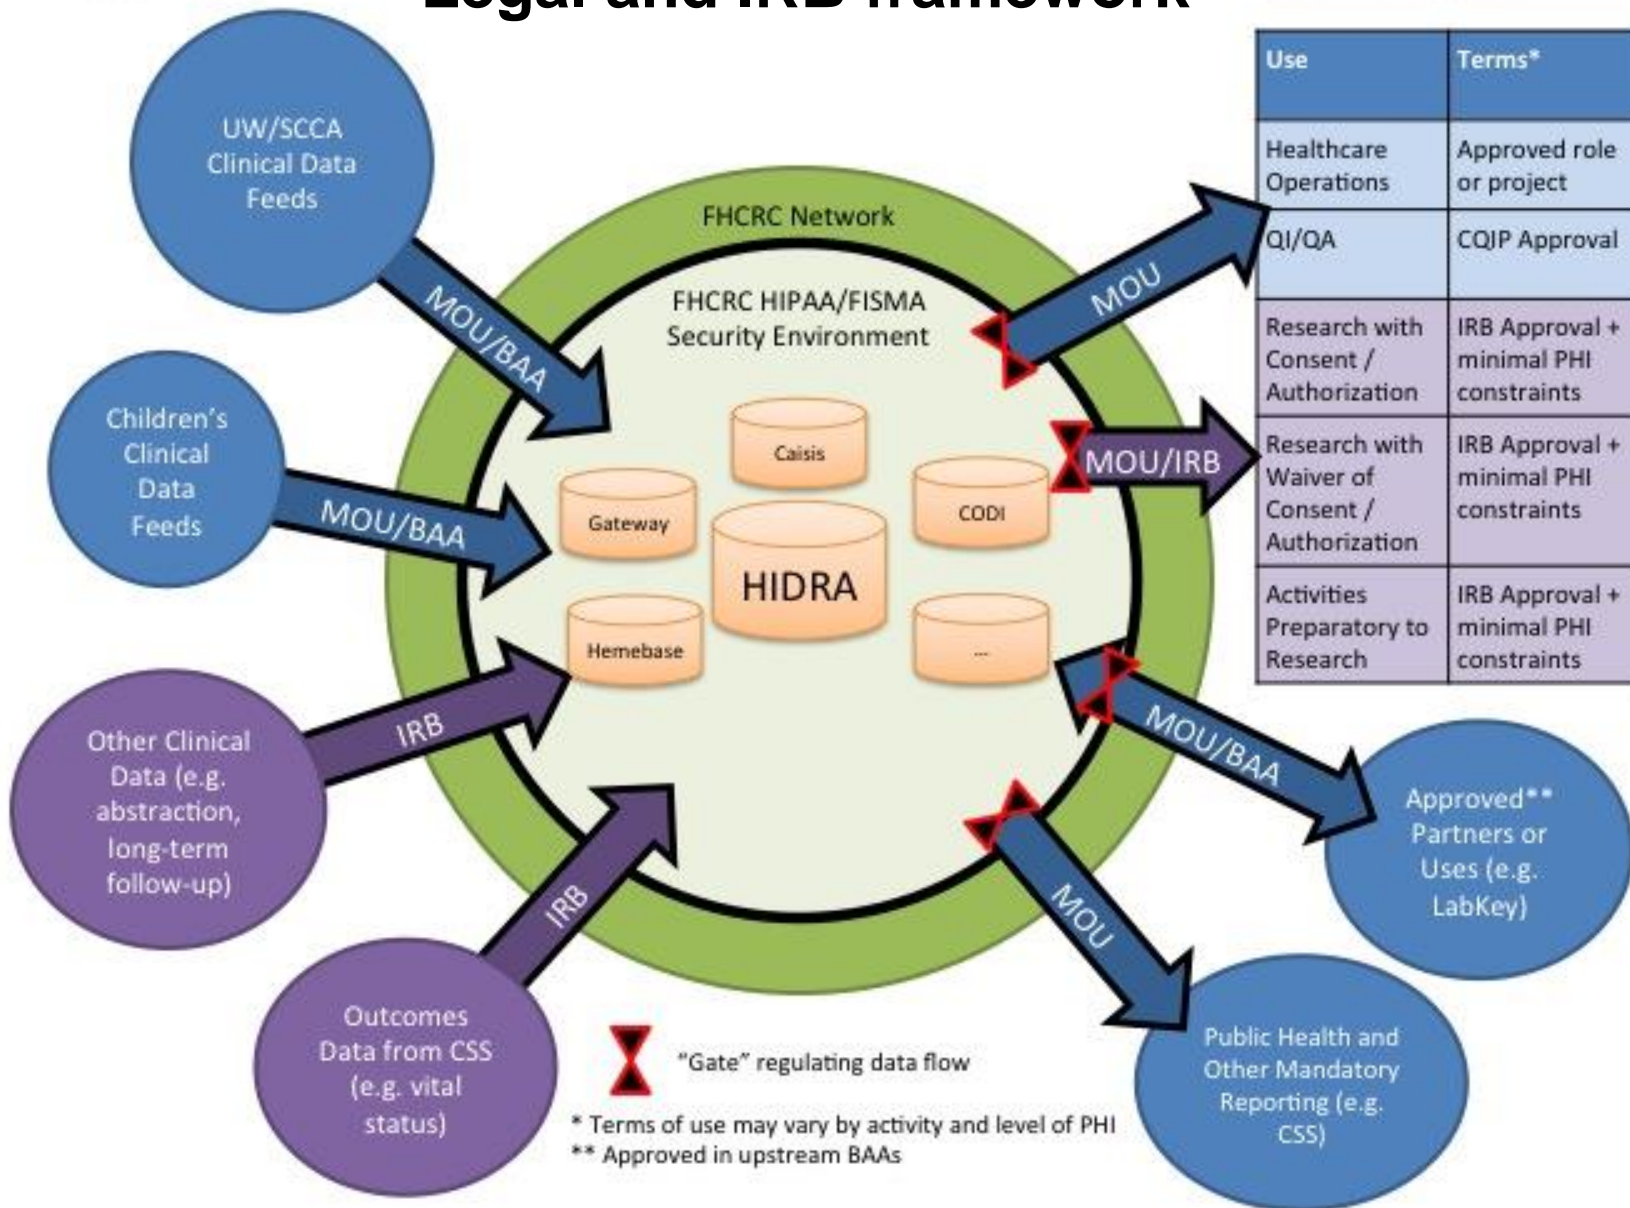 Legal and IRB framework
UW/SCCA
Clinical Data
Feeds
Children's
Clinical
Data
Feeds
Other Clinical
Data (e.g.
abstraction,
long-term
follow-up)
Outcomes
Data from CSS
(e.g. vital
status)
MOU/BAA
MOU/BAA
IRB
IRB
FHCRC Network
FHCRC HIPAA/FISMA
Security Environment
Caisis
Gateway
CODI
HIDRA
Hemebase
...
MOU
MOU/IRB
MOU/BAA
MOU
Use Terms*
Healthcare Approved role
Operations or project
QI/QA CQIP Approval
Research with IRB Approval +
Consent / minimal PHI
Authorization constraints
Research with IRB Approval +
Waiver of minimal PHI
Consent / constraints
Authorization
Activities IRB Approval +
Preparatory to minimal PHI
Research constraints
Approved**
Partners or
Uses (e.g.
LabKey)
Public Health and
Other Mandatory
Reporting (e.g.
CSS)
"Gate" regulating data flow
* Terms of use may vary by activity and level of PHI
** Approved in upstream BAAs